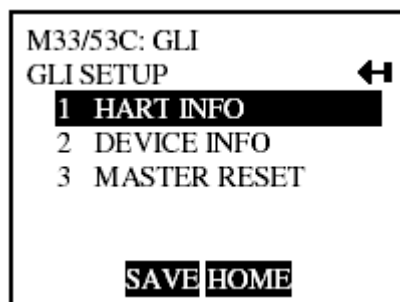 M33/53C: GLI
GLI SETUP
1 HART INFO
2 DEVICE INFO
3 MASTER RESET
SAVE HOME